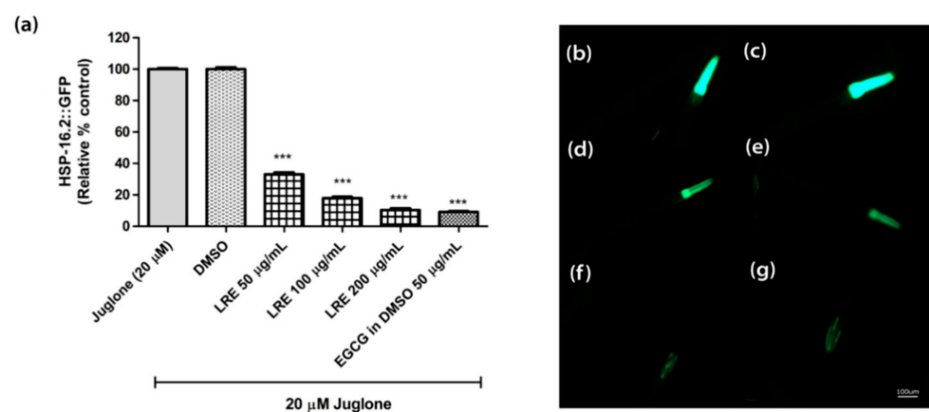 (a)
HSP-16.2::GFP
(Relative % control)
120
100
80
60
40
20
0
***
***
***
***
Juglone (20 μM)
DMSO
LRE 50 μg/mL
LRE 100 μg/mL
LRE 200 μg/mL
EGCG in DMSO 50 μg/mL
20 μM Juglone
(b)
(c)
(d)
(e)
(f)
(g)
100um